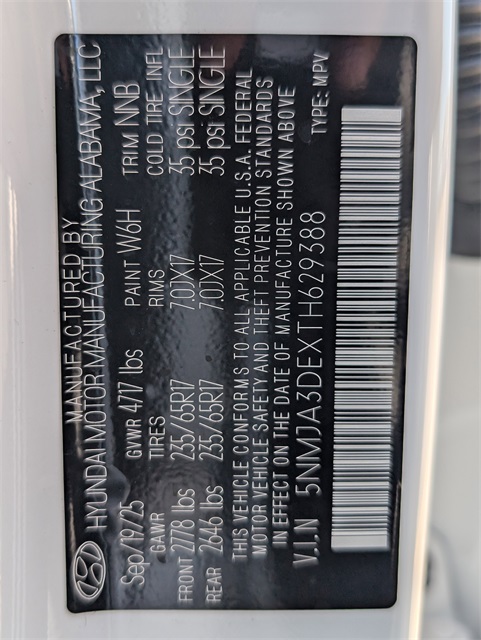 MANUFACTURED BY
HYUNDAI MOTOR MANUFACTURING ALABAMA, LLC
Sep/19/25 GVWR 4717 lbs PAINT W6H TRIM NNB
GAWR TIRES RIMS COLD TIRE INFL
FRONT 2778 lbs 235/65R17 7.0JX17 35 psi SINGLE
REAR 2646 lbs 235/65R17 7.0JX17 35 psi SINGLE
THIS VEHICLE CONFORMS TO ALL APPLICABLE U.S.A. FEDERAL
MOTOR VEHICLE SAFETY AND THEFT PREVENTION STANDARDS
IN EFFECT ON THE DATE OF MANUFACTURE SHOWN ABOVE
V.I.N 5NMJA3DEXTH629388 TYPE: MPV